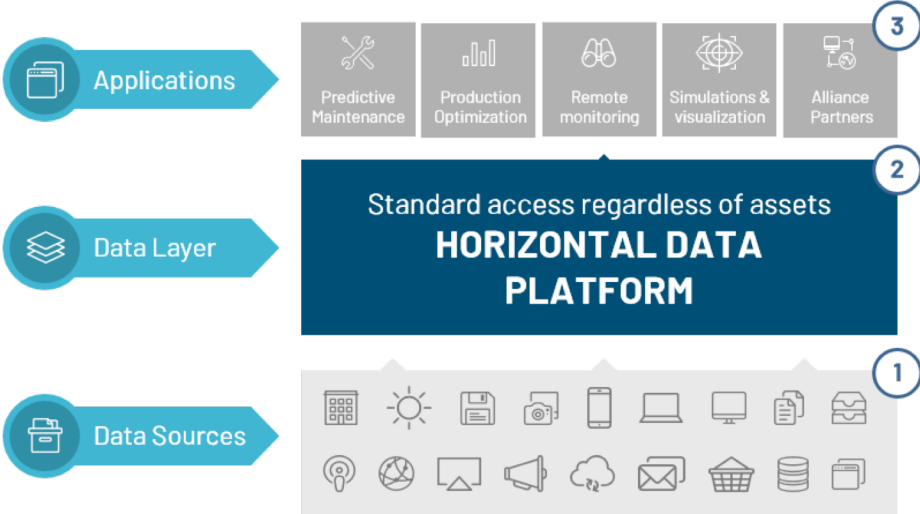 Applications
Predictive
Maintenance
Production
Optimization
Remote
monitoring
Simulations &
visualization
Alliance
Partners
3
Data Layer
Standard access regardless of assets
HORIZONTAL DATA
PLATFORM
2
Data Sources
1